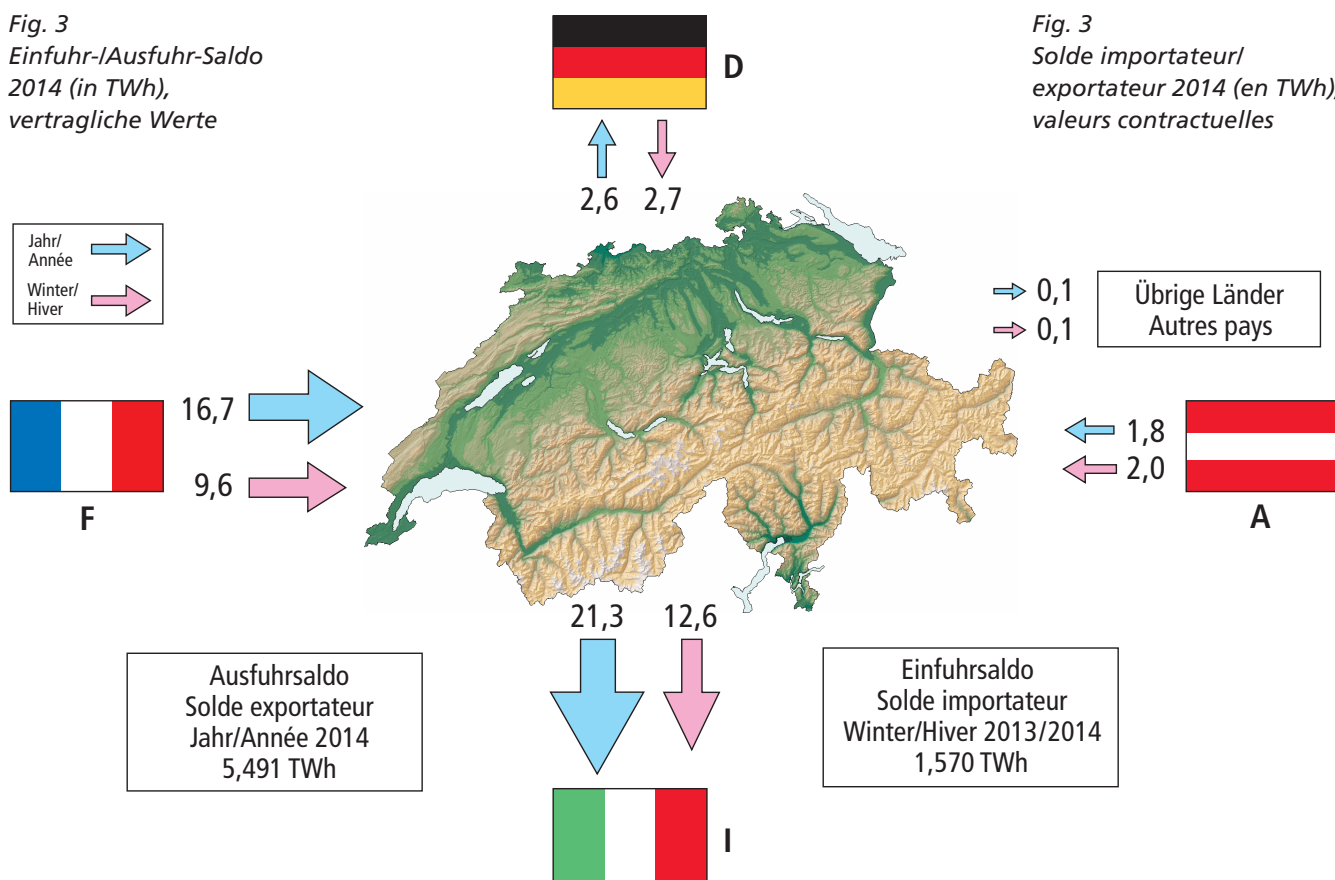 Fig. 3
Einfuhr-/Ausfuhr-Saldo
2014 (in TWh),
vertragliche Werte
Fig. 3
Solde importateur/
exportateur 2014 (en TWh),
valeurs contractuelles
D
2,6 2,7
Jahr/
Année
Winter/
Hiver
0,1
0,1
Übrige Länder
Autres pays
16,7
9,6
F
1,8
2,0
A
21,3 12,6
Ausfuhrsaldo
Solde exportateur
Jahr/Année 2014
5,491 TWh
Einfuhrsaldo
Solde importateur
Winter/Hiver 2013/2014
1,570 TWh
I